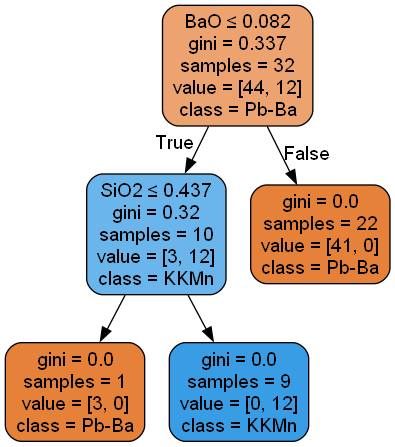 BaO ≤ 0.082
gini = 0.337
samples = 32
value = [44, 12]
class = Pb-Ba
True
False
SiO2 ≤ 0.437
gini = 0.32
samples = 10
value = [3, 12]
class = KKMn
gini = 0.0
samples = 22
value = [41, 0]
class = Pb-Ba
gini = 0.0
samples = 1
value = [3, 0]
class = Pb-Ba
gini = 0.0
samples = 9
value = [0, 12]
class = KKMn